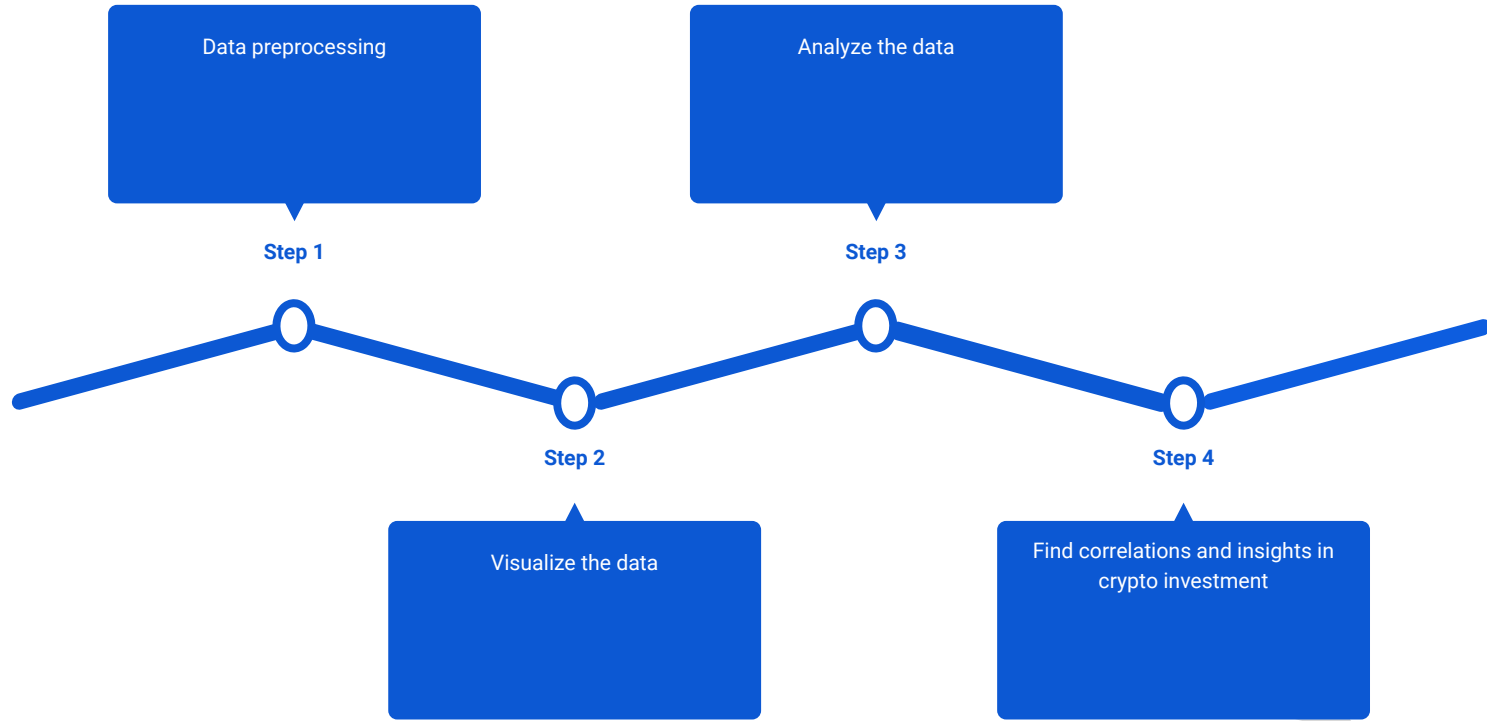 Data preprocessing
Step 1
Step 2
Visualize the data
Analyze the data
Step 3
Step 4
Find correlations and insights in
crypto investment